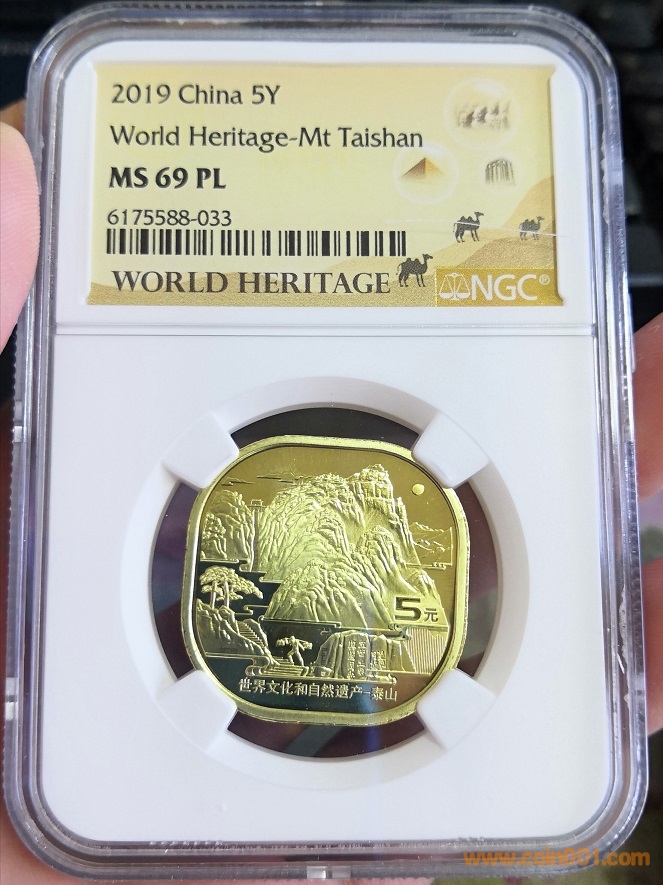 2019 China 5Y
World Heritage-Mt Taishan
MS 69 PL
6175588-033
WORLD HERITAGE
NGC®
5元
世界文化和自然遗产-泰山
www.coin001.com